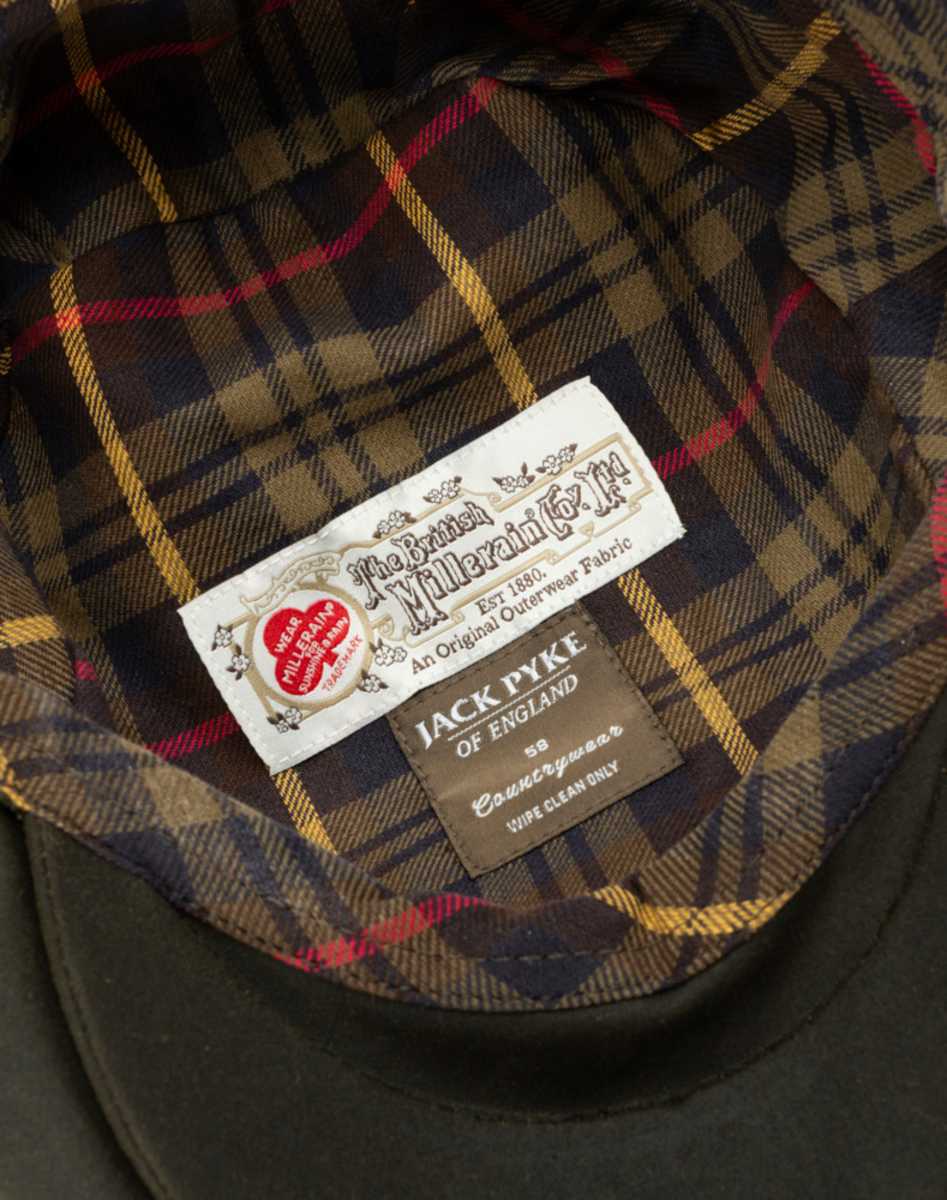 The British
Millerain® Co. Ltd
EST 1880.
An Original Outerwear Fabric
WEAR
MILLERAIN®
FOR
SUNSHINE & RAIN
TRADEMARK
JACK PYKE
OF ENGLAND
58
Countrywear
WIPE CLEAN ONLY